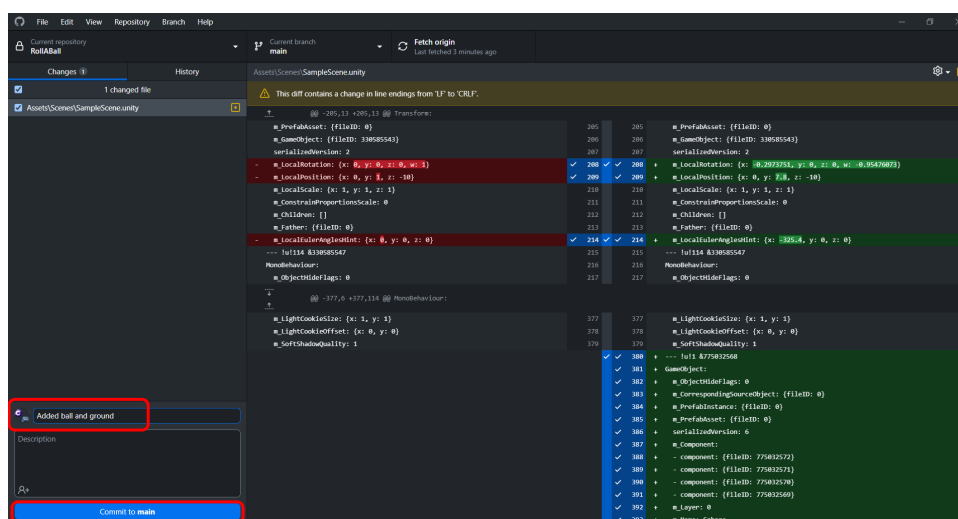 File Edit View Repository Branch Help
Current repository
RollABall
Current branch
main
Fetch origin
Last fetched 3 minutes ago
Changes 1
History
Assets\Scenes\SampleScene.unity
1 changed file
Assets\Scenes\SampleScene.unity
This diff contains a change in line endings from 'LF' to 'CRLF'.
@@ -205,13 +205,13 @@ Transform:
m_PrefabAsset: {fileID: 0} 205 205 m_PrefabAsset: {fileID: 0}
m_GameObject: {fileID: 330585543} 206 206 m_GameObject: {fileID: 330585543}
serializedVersion: 2 207 207 serializedVersion: 2
- m_LocalRotation: {x: 0, y: 0, z: 0, w: 1} 208 208 + m_LocalRotation: {x: -0.2973751, y: 0, z: 0, w: -0.95476073}
- m_LocalPosition: {x: 0, y: 1, z: -10} 209 209 + m_LocalPosition: {x: 0, y: 7.8, z: -10}
m_LocalScale: {x: 1, y: 1, z: 1} 210 210 m_LocalScale: {x: 1, y: 1, z: 1}
m_ConstrainProportionsScale: 0 211 211 m_ConstrainProportionsScale: 0
m_Children: [] 212 212 m_Children: []
m_Father: {fileID: 0} 213 213 m_Father: {fileID: 0}
- m_LocalEulerAnglesHint: {x: 0, y: 0, z: 0} 214 214 + m_LocalEulerAnglesHint: {x: -325.4, y: 0, z: 0}
--- !u!114 &330585547 215 215 --- !u!114 &330585547
MonoBehaviour: 216 216 MonoBehaviour:
m_ObjectHideFlags: 0 217 217 m_ObjectHideFlags: 0
@@ -377,6 +377,114 @@ MonoBehaviour:
m_LightCookieSize: {x: 1, y: 1} 377 377 m_LightCookieSize: {x: 1, y: 1}
m_LightCookieOffset: {x: 0, y: 0} 378 378 m_LightCookieOffset: {x: 0, y: 0}
m_SoftShadowQuality: 1 379 379 m_SoftShadowQuality: 1
380 + --- !u!1 &775032568
381 + GameObject:
382 + m_ObjectHideFlags: 0
383 + m_CorrespondingSourceObject: {fileID: 0}
384 + m_PrefabInstance: {fileID: 0}
385 + m_PrefabAsset: {fileID: 0}
386 + serializedVersion: 6
387 + m_Component:
388 + - component: {fileID: 775032572}
389 + - component: {fileID: 775032571}
390 + - component: {fileID: 775032570}
391 + - component: {fileID: 775032569}
392 + m_Layer: 0
Added ball and ground
Description
Commit to main